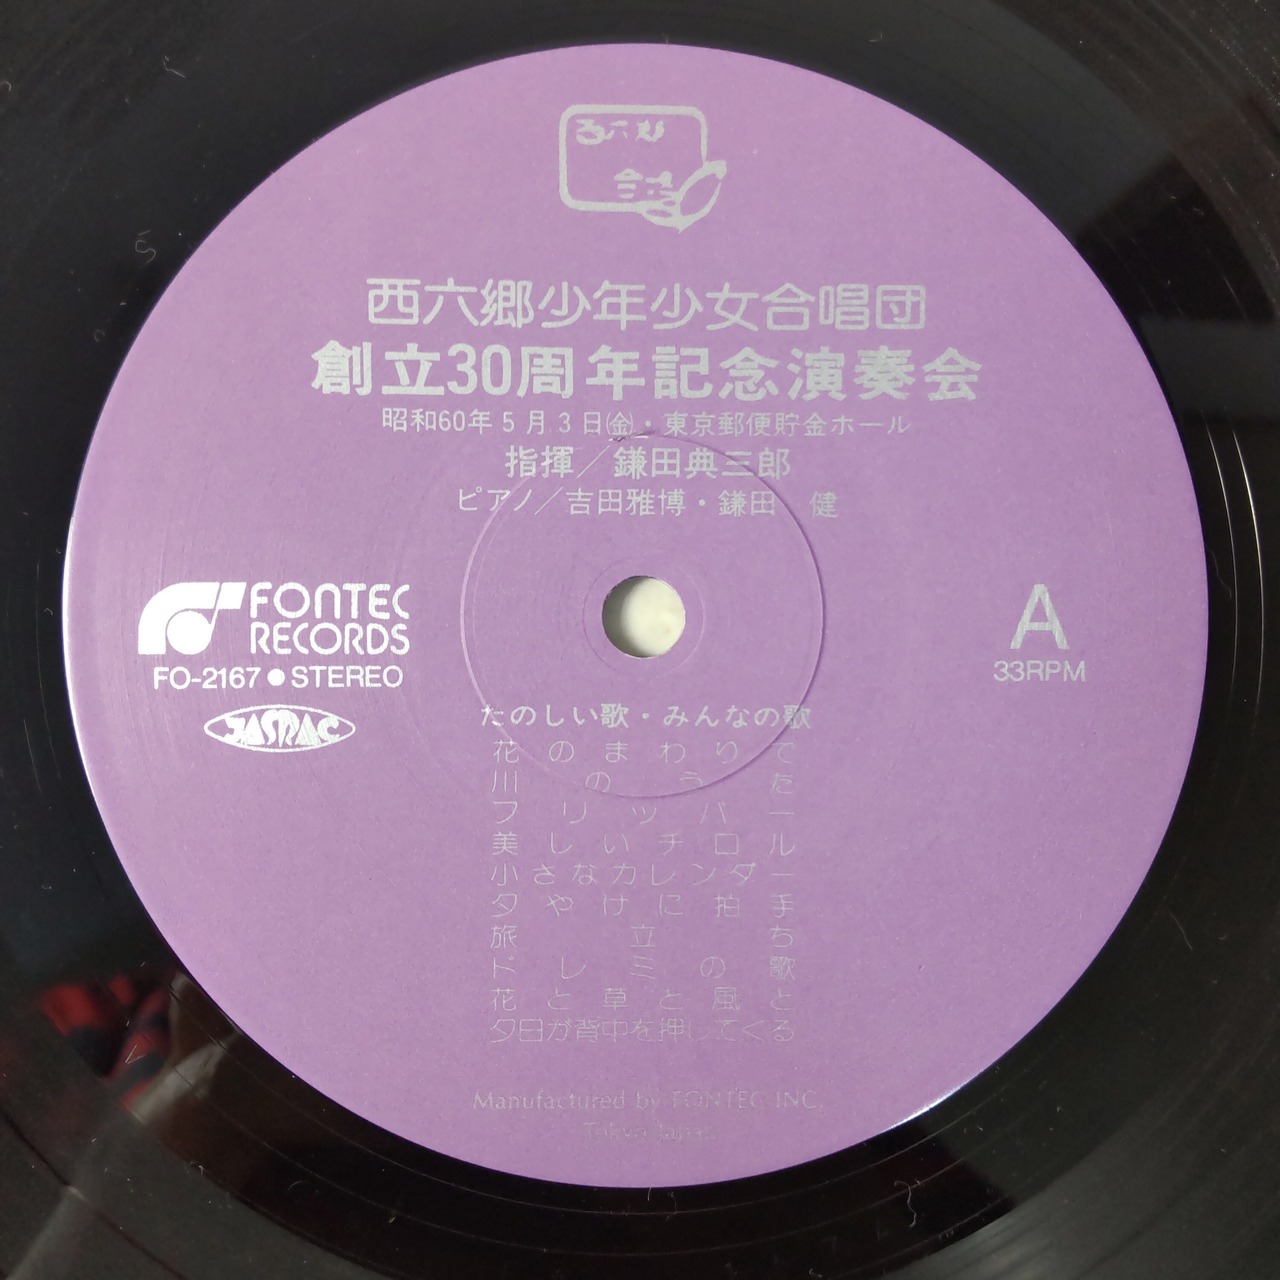 西六郷少年少女合唱団
創立30周年記念演奏会
昭和60年5月3日㈮・東京郵便貯金ホール
指揮／鎌田典三郎
ピアノ／吉田雅博・鎌田 健
FONTEC
RECORDS
FO-2167●STEREO
JASRAC
A
33RPM
たのしい歌・みんなの歌
花のまわりで
川のうた
フリッパー
美しいチロル
小さなカレンダー
夕やけに拍手
旅立ち
ドレミの歌
花と草と風と
夕日が背中を押してくる
Manufactured by FONTEC INC.
Tokyo Japan